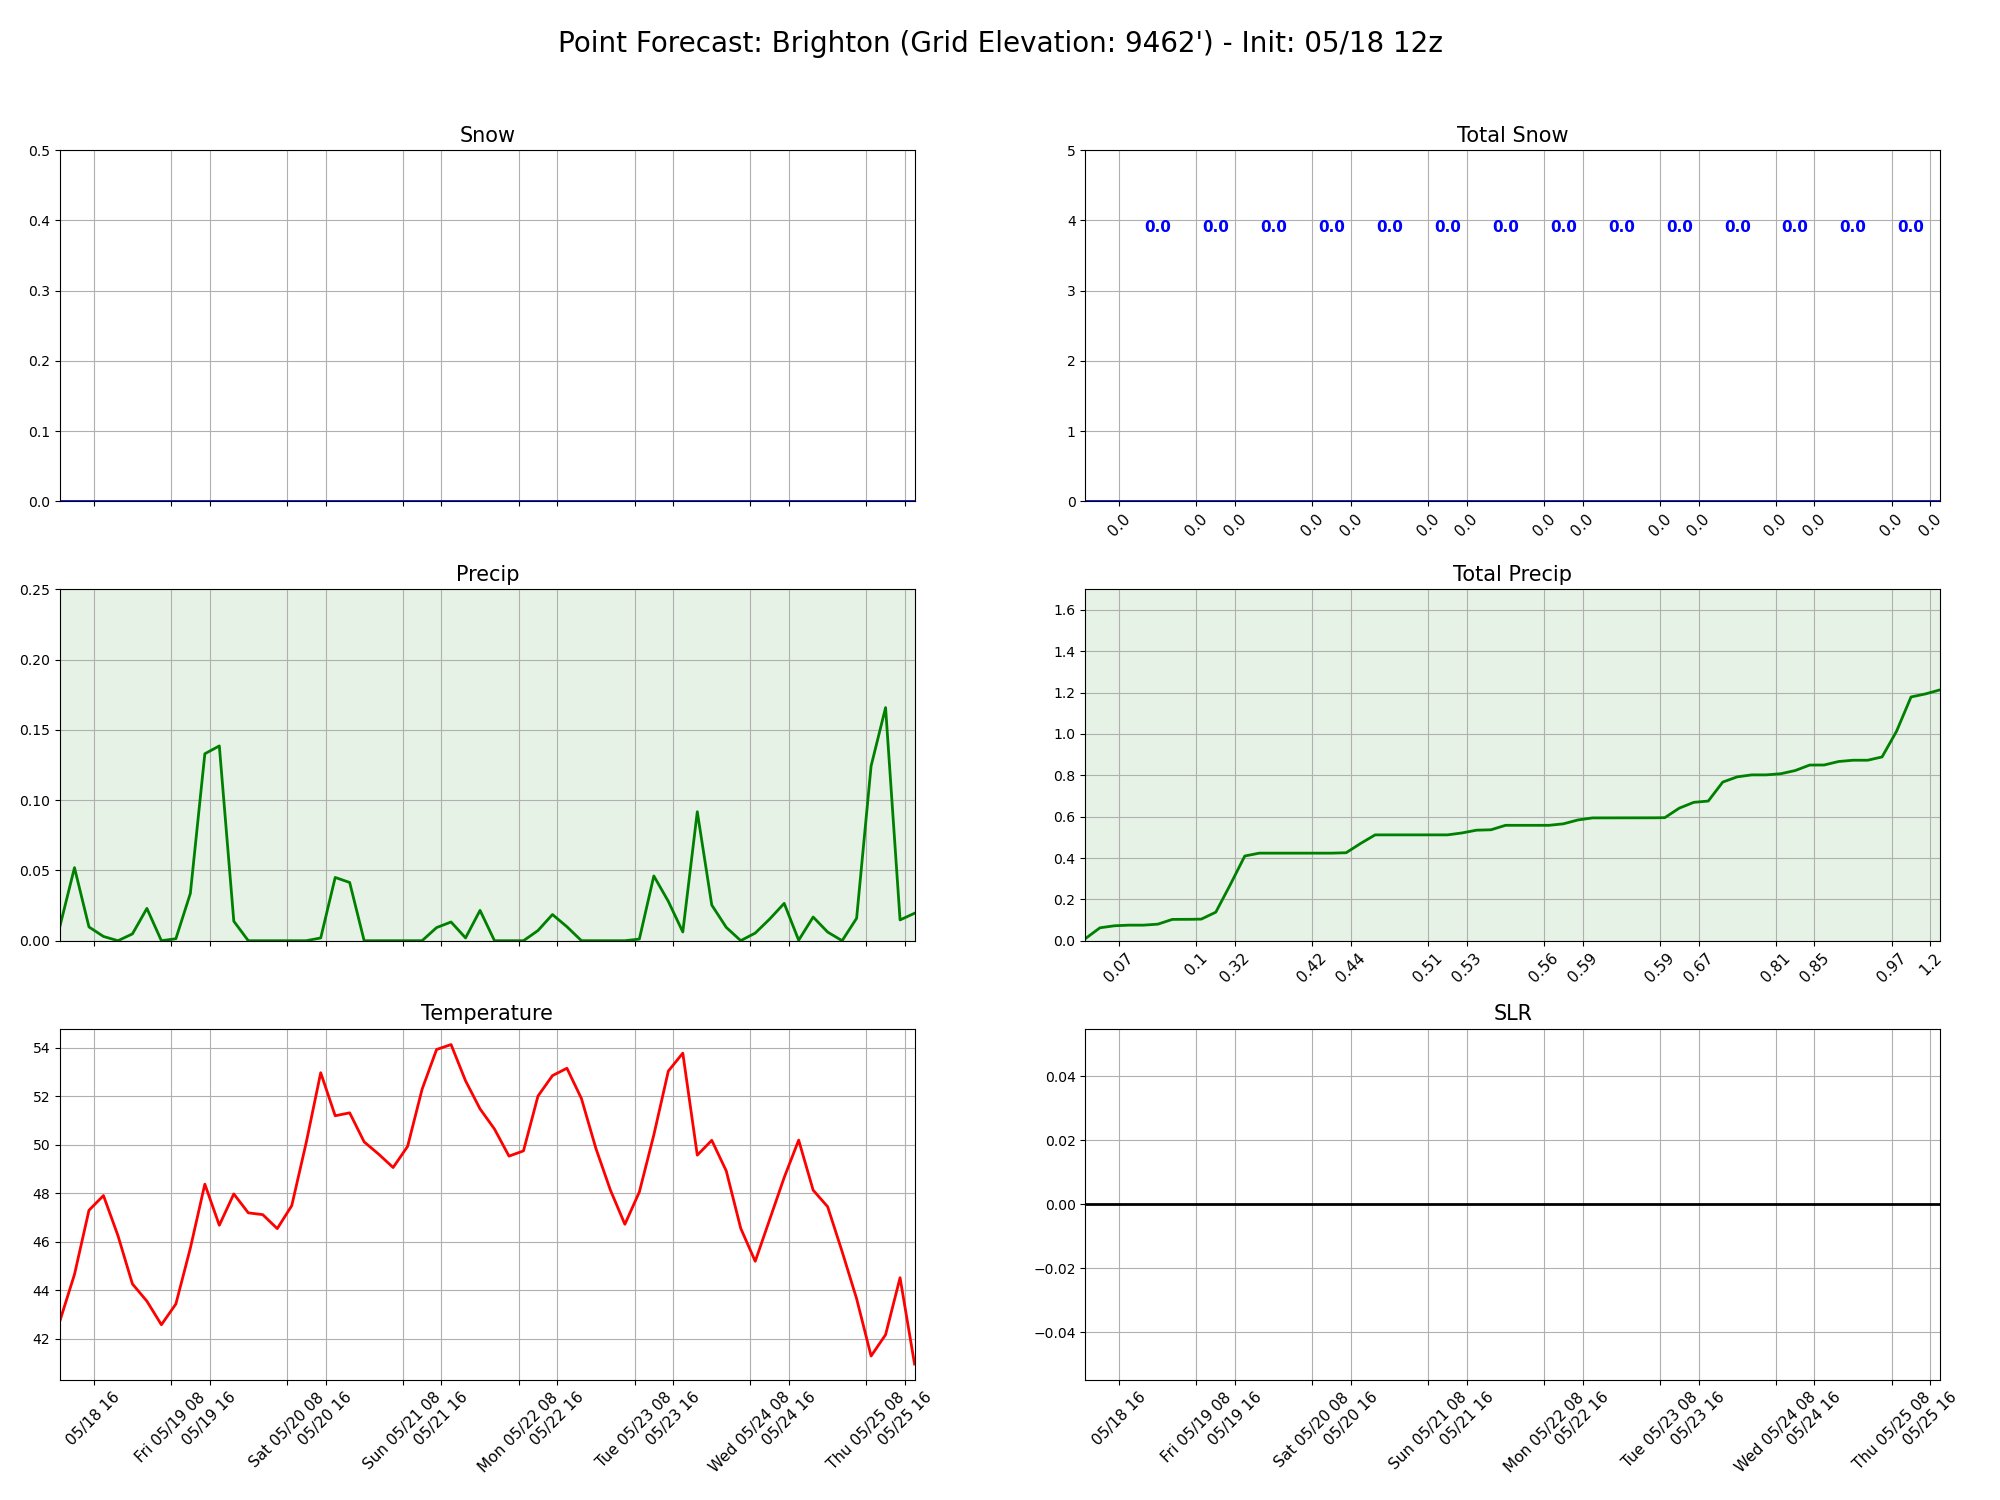 Point Forecast: Brighton (Grid Elevation: 9462') - Init: 05/18 12z
Snow
0.5
0.4
0.3
0.2
0.1
0.0
Total Snow
5
4
3
2
1
0
0.0 0.0 0.0 0.0 0.0 0.0 0.0 0.0 0.0 0.0 0.0 0.0 0.0 0.0
0.0 0.0 0.0 0.0 0.0 0.0 0.0 0.0 0.0 0.0 0.0 0.0 0.0 0.0 0.0
Precip
0.25
0.20
0.15
0.10
0.05
0.00
Total Precip
1.6
1.4
1.2
1.0
0.8
0.6
0.4
0.2
0.0
0.07 0.1 0.32 0.42 0.44 0.51 0.53 0.56 0.59 0.59 0.67 0.81 0.85 0.97 1.2
Temperature
54
52
50
48
46
44
42
05/18 16
Fri 05/19 08
05/19 16
Sat 05/20 08
05/20 16
Sun 05/21 08
05/21 16
Mon 05/22 08
05/22 16
Tue 05/23 08
05/23 16
Wed 05/24 08
05/24 16
Thu 05/25 08
05/25 16
SLR
0.04
0.02
0.00
−0.02
−0.04
05/18 16
Fri 05/19 08
05/19 16
Sat 05/20 08
05/20 16
Sun 05/21 08
05/21 16
Mon 05/22 08
05/22 16
Tue 05/23 08
05/23 16
Wed 05/24 08
05/24 16
Thu 05/25 08
05/25 16